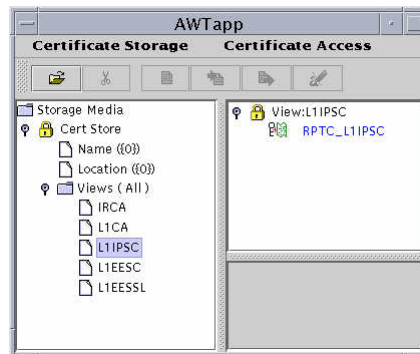 AWTapp
Certificate Storage Certificate Access
Storage Media
Cert Store
Name ({0})
Location ({0})
Views ( All )
IRCA
L1CA
L1IPSC
L1EESC
L1EESSL
View:L1IPSC
RPTC_L1IPSC